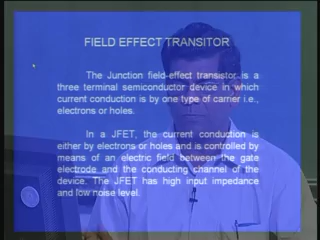 FIELD EFFECT TRANSITOR
The Junction field-effect transistor is a
three terminal semiconductor device in which
current conduction is by one type of carrier i.e.,
electrons or holes.
In a JFET, the current conduction is
either by electrons or holes and is controlled by
means of an electric field between the gate
electrode and the conducting channel of the
device. The JFET has high input impedance
and low noise level.